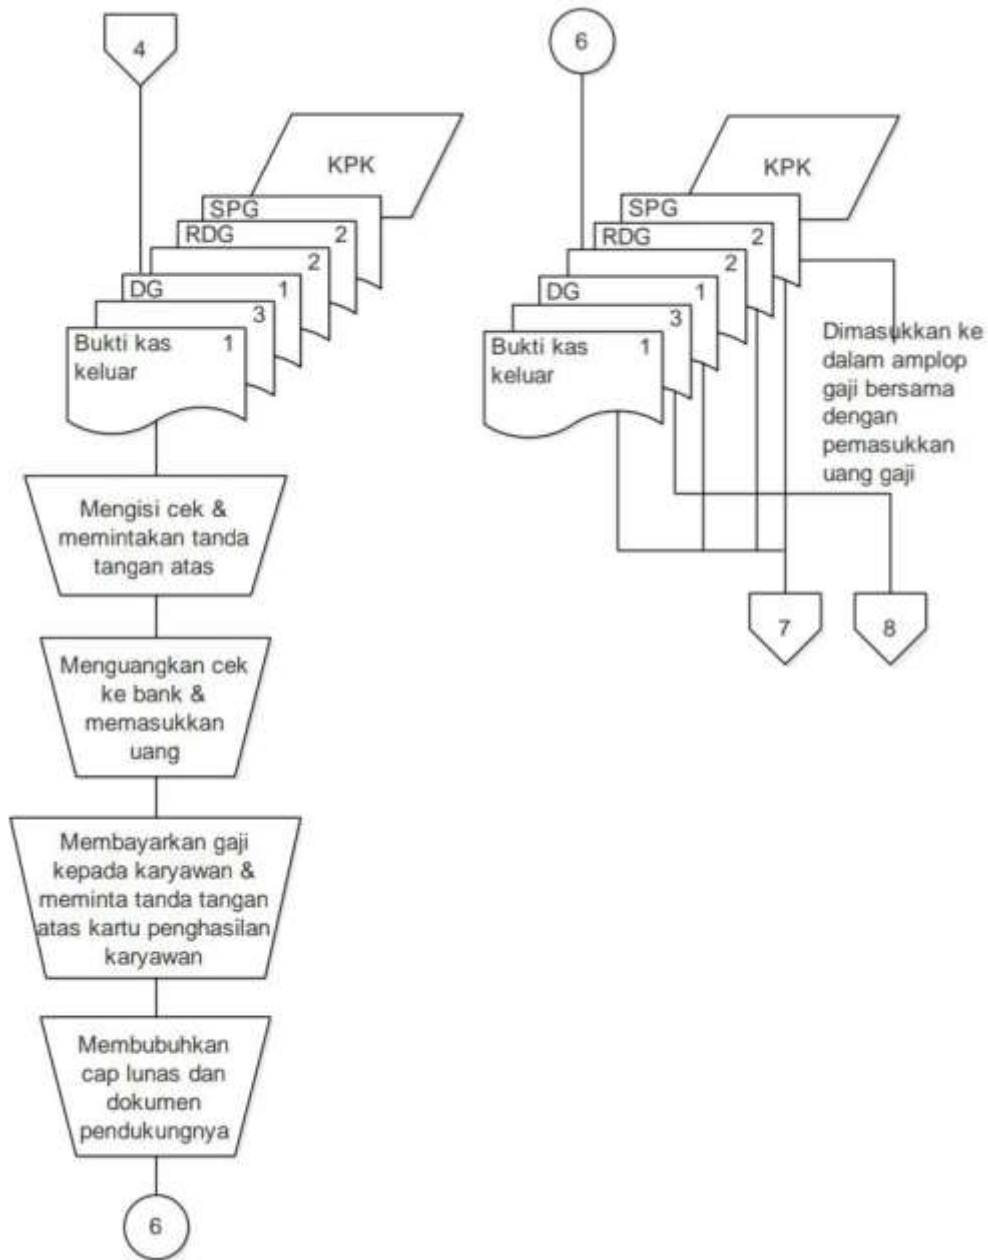 4
KPK
SPG
RDG 2
2
DG 1
3
Bukti kas 1
keluar
Mengisi cek &
memintakan tanda
tangan atas
Menguangkan cek
ke bank &
memasukkan
uang
Membayarkan gaji
kepada karyawan &
meminta tanda tangan
atas kartu penghasilan
karyawan
Membubuhkan
cap lunas dan
dokumen
pendukungnya
6
6
KPK
SPG
RDG 2
2
DG 1
3
Bukti kas 1
keluar
Dimasukkan ke
dalam amplop
gaji bersama
dengan
pemasukkan
uang gaji
7
8